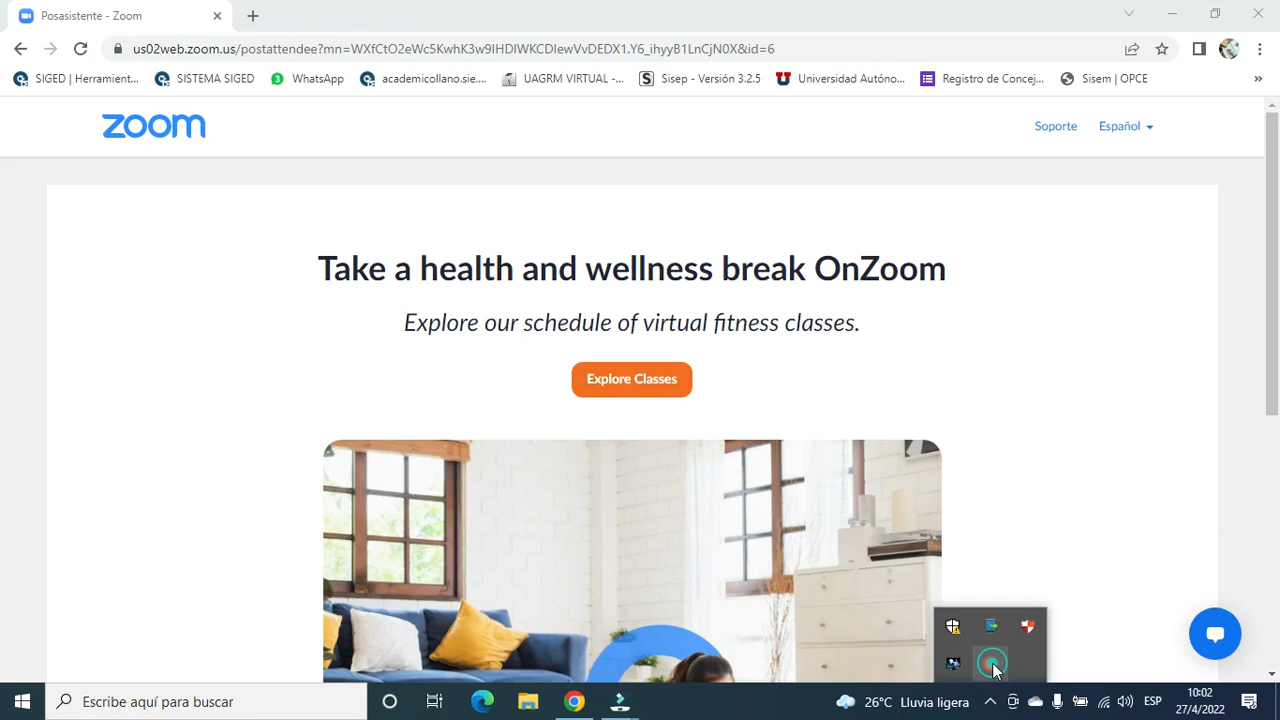 Posasistente - Zoom
us02web.zoom.us/postattendee?mn=WXfCtO2eWc5KwhK3w9IHDIWKCDlewVvDEDX1.Y6_ihyyB1LnCjN0X&id=6
SIGED | Herramient...
SISTEMA SIGED
3
WhatsApp
academicollano.sie....
UAGRM VIRTUAL -...
Sisep - Versión 3.2.5
Universidad Autóno...
Registro de Concej...
Sisem | OPCE
zoom
Soporte
Español
Take a health and wellness break OnZoom
Explore our schedule of virtual fitness classes.
Explore Classes
Escribe aquí para buscar
26°C Lluvia ligera
ESP
10:02
27/4/2022